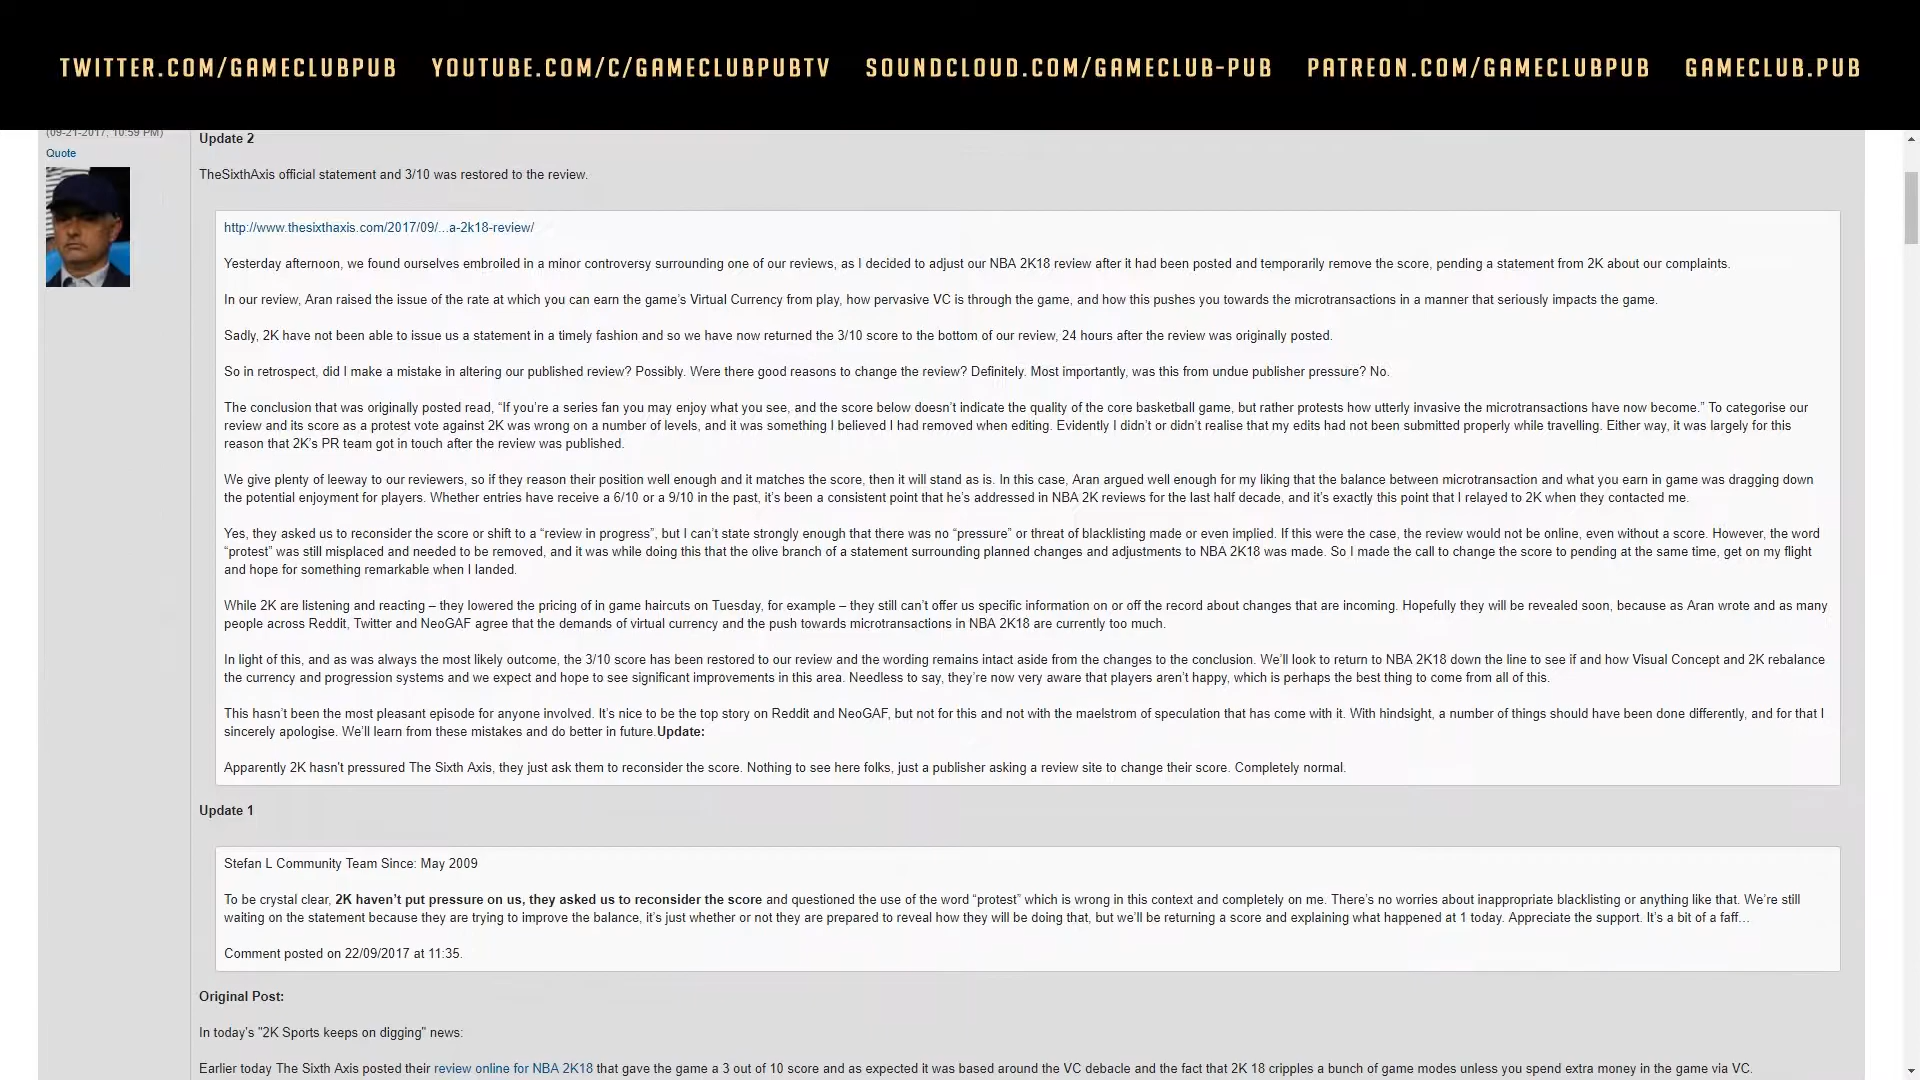 TWITTER.COM/GAMECLUBPUB YOUTUBE.COM/C/GAMECLUBPUBTV SOUNDCLOUD.COM/GAMECLUB-PUB PATREON.COM/GAMECLUBPUB GAMECLUB.PUB
(09-21-2017, 10:59 PM)
Quote
Update 2
TheSixthAxis official statement and 3/10 was restored to the review.
http://www.thesixthaxis.com/2017/09/...a-2k18-review/
Yesterday afternoon, we found ourselves embroiled in a minor controversy surrounding one of our reviews, as I decided to adjust our NBA 2K18 review after it had been posted and temporarily remove the score, pending a statement from 2K about our complaints.
In our review, Aran raised the issue of the rate at which you can earn the game’s Virtual Currency from play, how pervasive VC is through the game, and how this pushes you towards the microtransactions in a manner that seriously impacts the game.
Sadly, 2K have not been able to issue us a statement in a timely fashion and so we have now returned the 3/10 score to the bottom of our review, 24 hours after the review was originally posted.
So in retrospect, did I make a mistake in altering our published review? Possibly. Were there good reasons to change the review? Definitely. Most importantly, was this from undue publisher pressure? No.
The conclusion that was originally posted read, “If you’re a series fan you may enjoy what you see, and the score below doesn’t indicate the quality of the core basketball game, but rather protests how utterly invasive the microtransactions have now become.” To categorise our
review and its score as a protest vote against 2K was wrong on a number of levels, and it was something I believed I had removed when editing. Evidently I didn’t or didn’t realise that my edits had not been submitted properly while travelling. Either way, it was largely for this
reason that 2K’s PR team got in touch after the review was published.
We give plenty of leeway to our reviewers, so if they reason their position well enough and it matches the score, then it will stand as is. In this case, Aran argued well enough for my liking that the balance between microtransaction and what you earn in game was dragging down
the potential enjoyment for players. Whether entries have receive a 6/10 or a 9/10 in the past, it’s been a consistent point that he’s addressed in NBA 2K reviews for the last half decade, and it’s exactly this point that I relayed to 2K when they contacted me.
Yes, they asked us to reconsider the score or shift to a “review in progress”, but I can’t state strongly enough that there was no “pressure” or threat of blacklisting made or even implied. If this were the case, the review would not be online, even without a score. However, the word
“protest” was still misplaced and needed to be removed, and it was while doing this that the olive branch of a statement surrounding planned changes and adjustments to NBA 2K18 was made. So I made the call to change the score to pending at the same time, get on my flight
and hope for something remarkable when I landed.
While 2K are listening and reacting – they lowered the pricing of in game haircuts on Tuesday, for example – they still can’t offer us specific information on or off the record about changes that are incoming. Hopefully they will be revealed soon, because as Aran wrote and as many
people across Reddit, Twitter and NeoGAF agree that the demands of virtual currency and the push towards microtransactions in NBA 2K18 are currently too much.
In light of this, and as was always the most likely outcome, the 3/10 score has been restored to our review and the wording remains intact aside from the changes to the conclusion. We’ll look to return to NBA 2K18 down the line to see if and how Visual Concept and 2K rebalance
the currency and progression systems and we expect and hope to see significant improvements in this area. Needless to say, they’re now very aware that players aren’t happy, which is perhaps the best thing to come from all of this.
This hasn’t been the most pleasant episode for anyone involved. It’s nice to be the top story on Reddit and NeoGAF, but not for this and not with the maelstrom of speculation that has come with it. With hindsight, a number of things should have been done differently, and for that I
sincerely apologise. We’ll learn from these mistakes and do better in future.Update:
Apparently 2K hasn't pressured The Sixth Axis, they just ask them to reconsider the score. Nothing to see here folks, just a publisher asking a review site to change their score. Completely normal.
Update 1
Stefan L Community Team Since: May 2009
To be crystal clear, 2K haven’t put pressure on us, they asked us to reconsider the score and questioned the use of the word “protest” which is wrong in this context and completely on me. There’s no worries about inappropriate blacklisting or anything like that. We’re still
waiting on the statement because they are trying to improve the balance, it’s just whether or not they are prepared to reveal how they will be doing that, but we’ll be returning a score and explaining what happened at 1 today. Appreciate the support. It’s a bit of a faff…
Comment posted on 22/09/2017 at 11:35.
Original Post:
In today's "2K Sports keeps on digging" news:
Earlier today The Sixth Axis posted their review online for NBA 2K18 that gave the game a 3 out of 10 score and as expected it was based around the VC debacle and the fact that 2K 18 cripples a bunch of game modes unless you spend extra money in the game via VC.